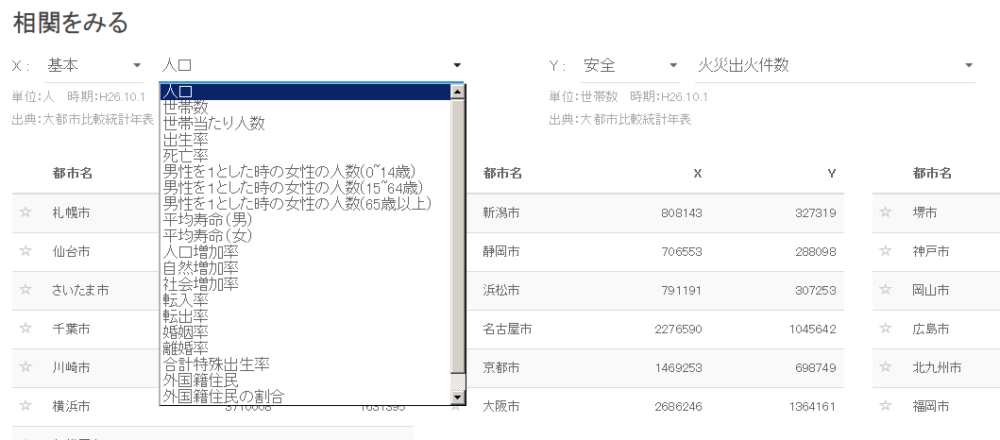 相関をみる
X : 基本 人口 Y : 安全 火災出火件数
単位:人 時期:H26.10.1 単位:世帯数 時期:H26.10.1
出典:大都市比較統計年表 出典:大都市比較統計年表
人口
世帯数
世帯当たり人数
出生率
死亡率
男性を1とした時の女性の人数(0~14歳)
男性を1とした時の女性の人数(15~64歳)
男性を1とした時の女性の人数(65歳以上)
平均寿命(男)
平均寿命(女)
人口増加率
自然増加率
社会増加率
転入率
転出率
婚姻率
離婚率
合計特殊出生率
外国籍住民
外国籍住民の割合
都市名 都市名 X Y 都市名
☆ 札幌市 新潟市 808143 327319 ☆ 堺市
☆ 仙台市 静岡市 706553 288098 ☆ 神戸市
☆ さいたま市 浜松市 791191 307253 ☆ 岡山市
☆ 千葉市 名古屋市 2276590 1045642 ☆ 広島市
☆ 川崎市 京都市 1469253 698749 ☆ 北九州市
☆ 横浜市 3710008 1631395 大阪市 2686246 1364161 ☆ 福岡市